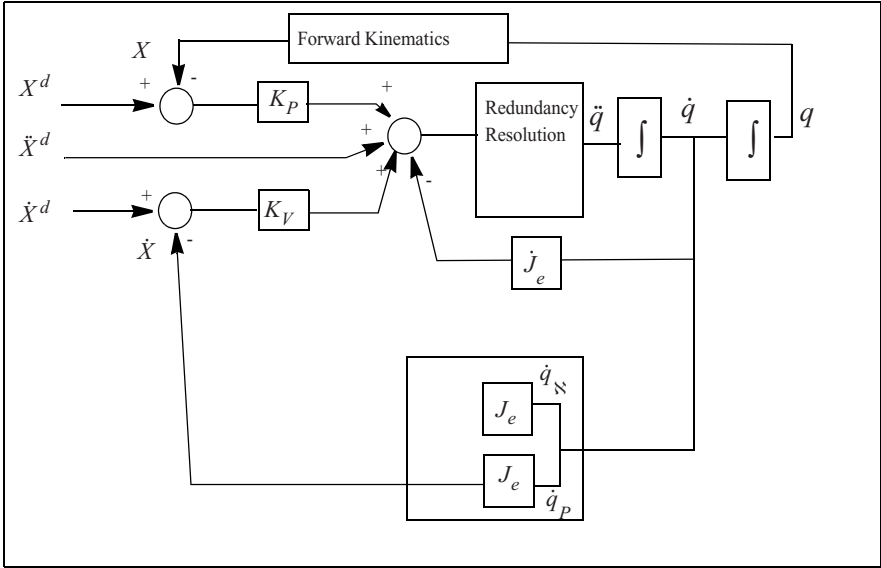 Forward Kinematics
X
-
X^d
+
K_P
+
Redundancy
Resolution
q̈
∫
q̇
∫
q
Ẍ^d
+
+
-
Ẋ^d
+
K_V
Ẋ
-
J̇_e
q̇_ℵ
J_e
J_e
q̇_P